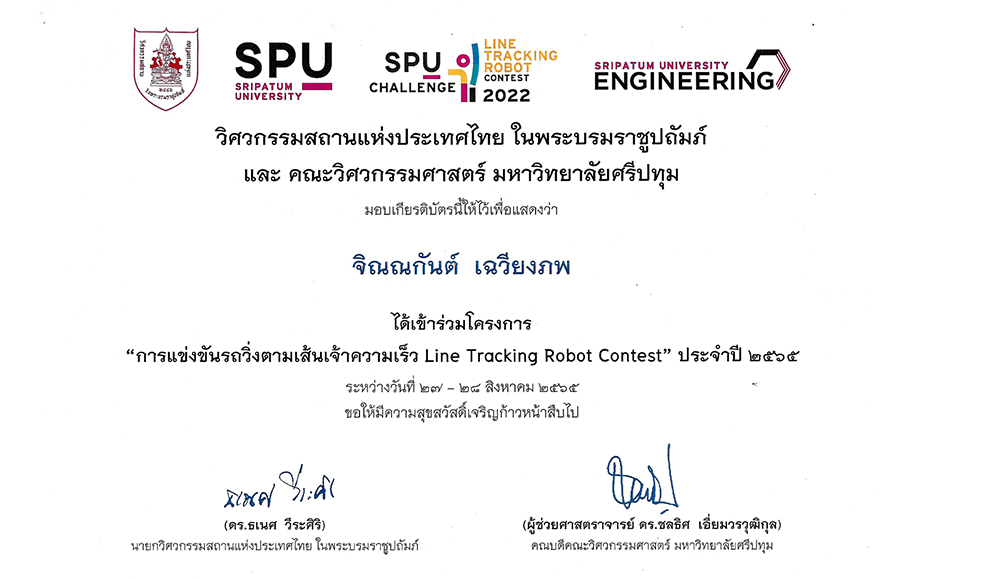 SPU
SRIPATUM
UNIVERSITY
SPU
CHALLENGE
LINE
TRACKING
ROBOT
CONTEST
2022
SRIPATUM UNIVERSITY
ENGINEERING
วิศวกรรมสถานแห่งประเทศไทย ในพระบรมราชูปถัมภ์
และ คณะวิศวกรรมศาสตร์ มหาวิทยาลัยศรีปทุม
มอบเกียรติบัตรนี้ให้ไว้เพื่อแสดงว่า
จิณณกันต์ เฉวียงภพ
ได้เข้าร่วมโครงการ
“การแข่งขันรถวิ่งตามเส้นเจ้าความเร็ว Line Tracking Robot Contest” ประจำปี ๒๕๖๕
ระหว่างวันที่ ๒๗ – ๒๘ สิงหาคม ๒๕๖๕
ขอให้มีความสุขสวัสดิ์เจริญก้าวหน้าสืบไป
(ดร.ธเนศ วีระศิริ)
นายกวิศวกรรมสถานแห่งประเทศไทย ในพระบรมราชูปถัมภ์
(ผู้ช่วยศาสตราจารย์ ดร.ชลธิศ เอี่ยมวรวุฒิกุล)
คณบดีคณะวิศวกรรมศาสตร์ มหาวิทยาลัยศรีปทุม